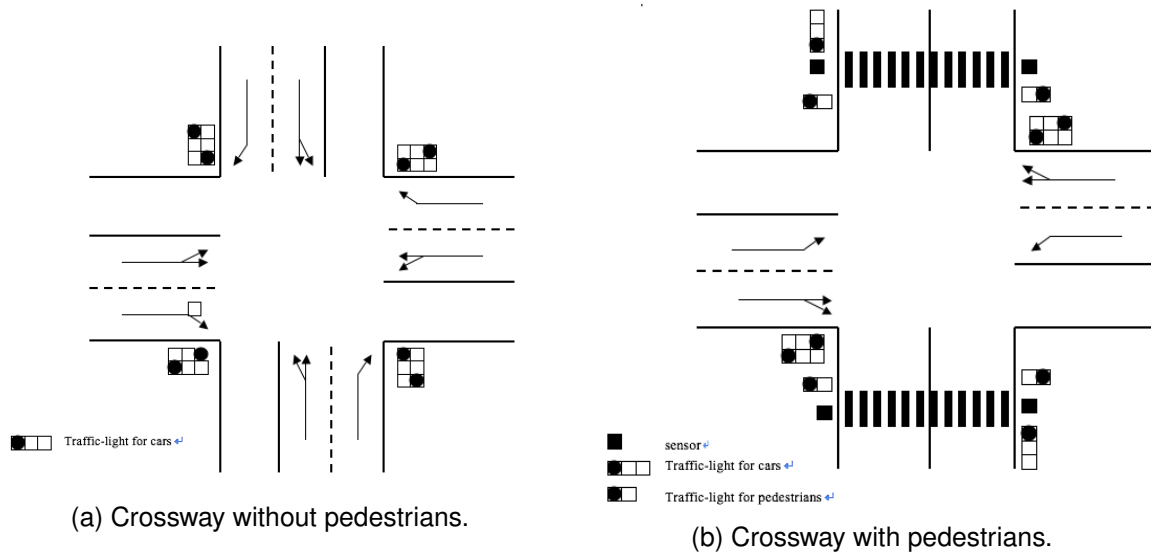 Traffic-light for cars ↵
(a) Crossway without pedestrians.
sensor ↵
Traffic-light for cars ↵
Traffic-light for pedestrians ↵
(b) Crossway with pedestrians.